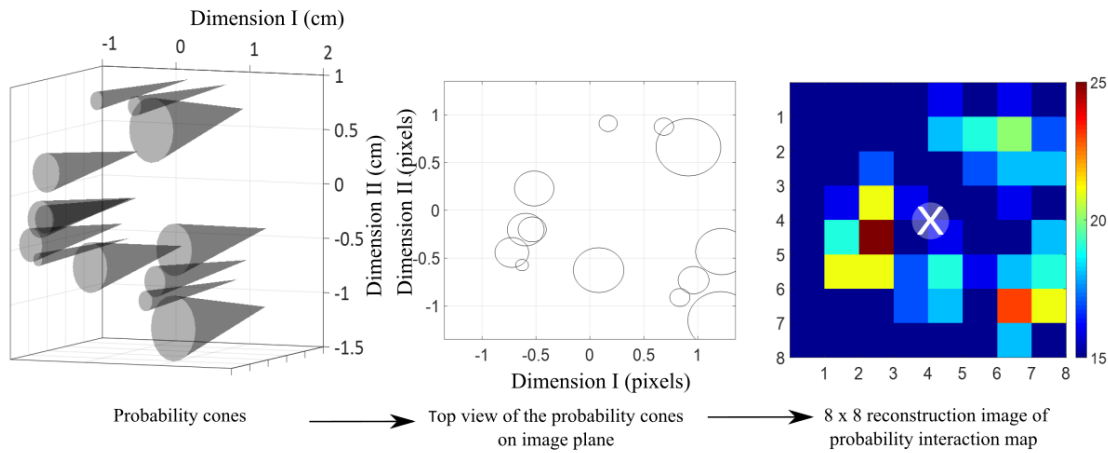 Dimension I (cm)
-1 0 1 2
1
0.5
0
-0.5
-1
-1.5
Dimension II (cm)
Dimension II (pixels)
1
0.5
0
-0.5
-1
-1 -0.5 0 0.5 1
Dimension I (pixels)
1
2
3
4
5
6
7
8
1 2 3 4 5 6 7 8
X
25
20
15
Probability cones
Top view of the probability cones
on image plane
8 x 8 reconstruction image of
probability interaction map